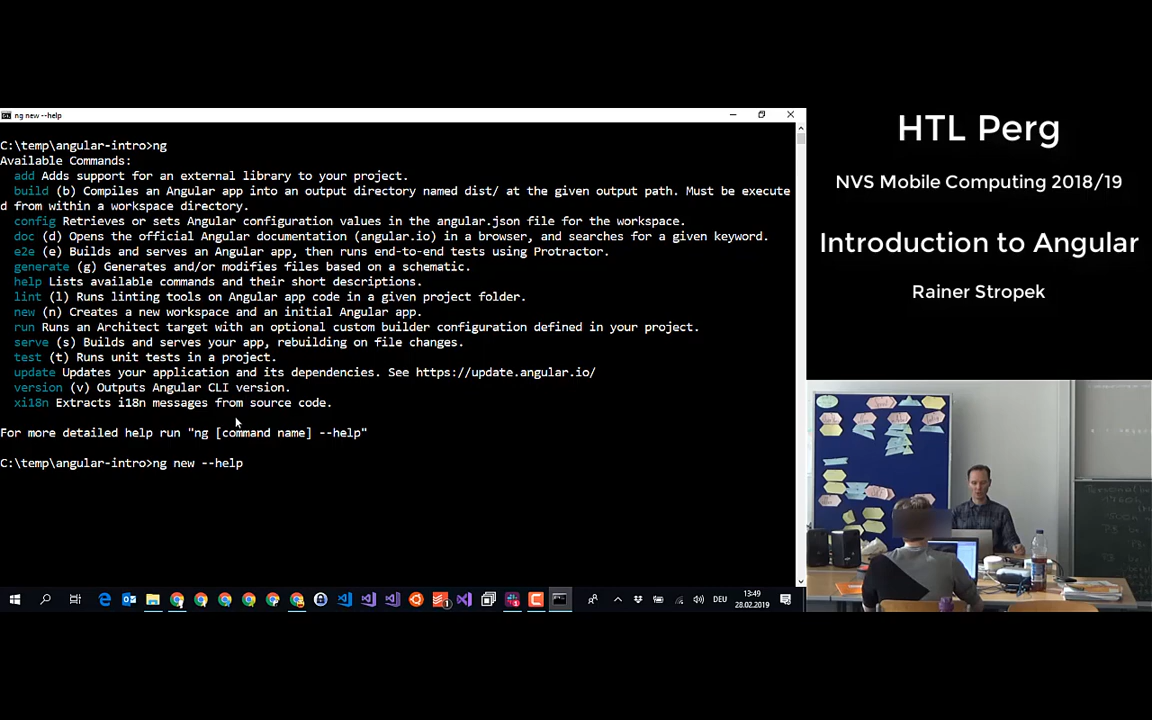 ng new --help
C:\temp\angular-intro>ng
Available Commands:
add Adds support for an external library to your project.
build (b) Compiles an Angular app into an output directory named dist/ at the given output path. Must be execute
d from within a workspace directory.
config Retrieves or sets Angular configuration values in the angular.json file for the workspace.
doc (d) Opens the official Angular documentation (angular.io) in a browser, and searches for a given keyword.
e2e (e) Builds and serves an Angular app, then runs end-to-end tests using Protractor.
generate (g) Generates and/or modifies files based on a schematic.
help Lists available commands and their short descriptions.
lint (l) Runs linting tools on Angular app code in a given project folder.
new (n) Creates a new workspace and an initial Angular app.
run Runs an Architect target with an optional custom builder configuration defined in your project.
serve (s) Builds and serves your app, rebuilding on file changes.
test (t) Runs unit tests in a project.
update Updates your application and its dependencies. See https://update.angular.io/
version (v) Outputs Angular CLI version.
xi18n Extracts i18n messages from source code.
For more detailed help run "ng [command name] --help"
C:\temp\angular-intro>ng new --help
DEU
13:49
28.02.2019
HTL Perg
NVS Mobile Computing 2018/19
Introduction to Angular
Rainer Stropek